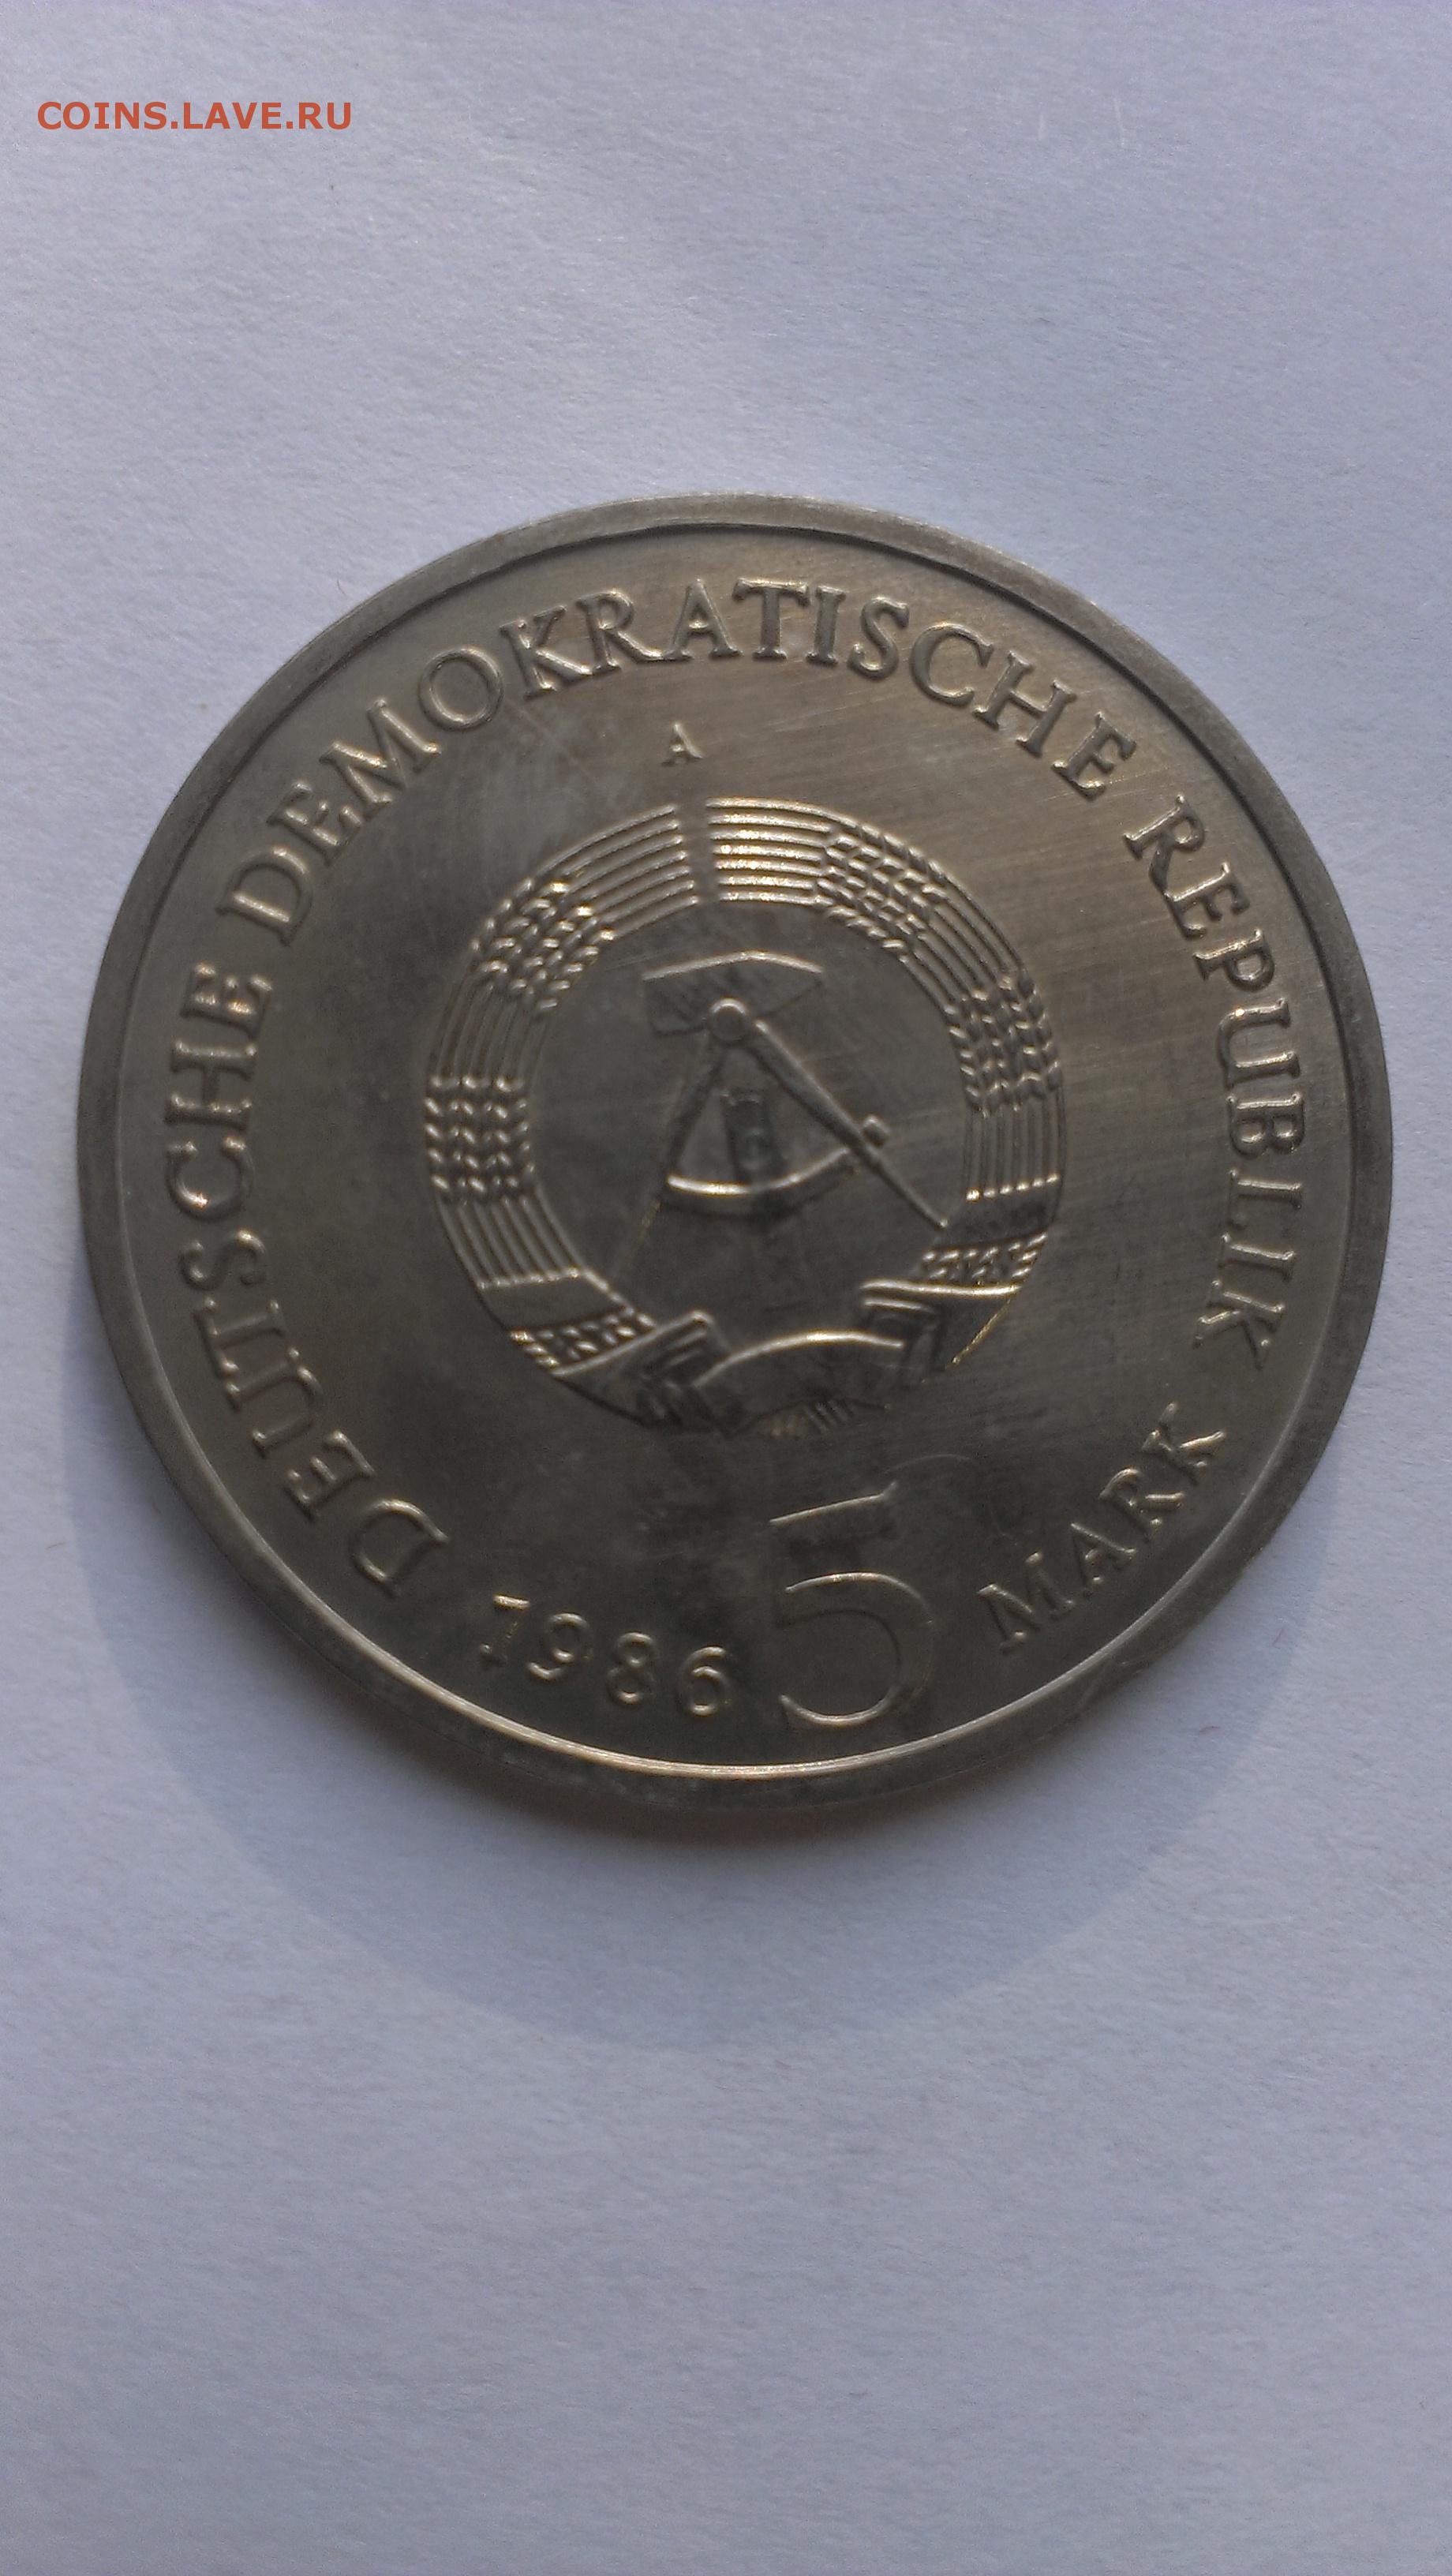 COINS.LAVE.RU
DEUTSCHE DEMOKRATISCHE REPUBLIK
A
1986 5 MARK